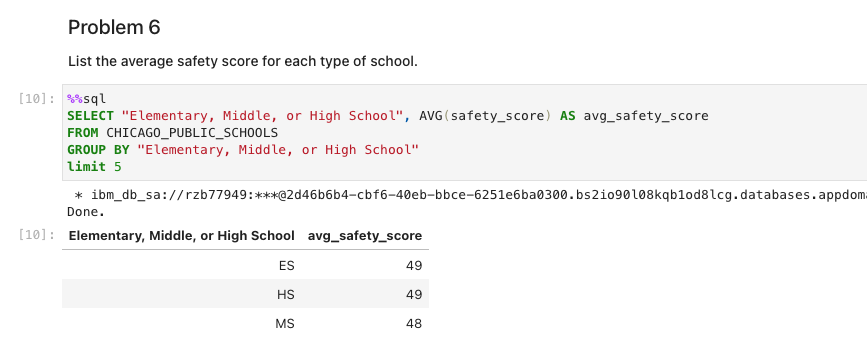 Problem 6
List the average safety score for each type of school.
[10]: %%sql
SELECT "Elementary, Middle, or High School", AVG(safety_score) AS avg_safety_score
FROM CHICAGO_PUBLIC_SCHOOLS
GROUP BY "Elementary, Middle, or High School"
limit 5
* ibm_db_sa://rzb77949:***@2d46b6b4-cbf6-40eb-bbce-6251e6ba0300.bs2io90l08kqb1od8lcg.databases.appdoma
Done.
[10]: Elementary, Middle, or High School avg_safety_score
ES 49
HS 49
MS 48